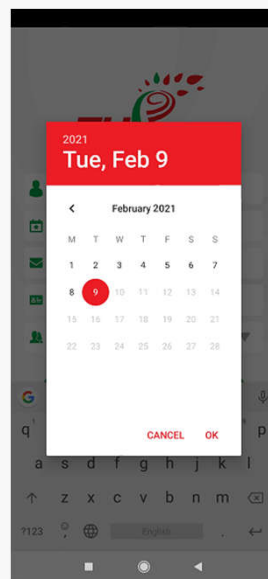 2021
Tue, Feb 9
February 2021
M T W T F S S
1 2 3 4 5 6 7
8 9 10 11 12 13 14
15 16 17 18 19 20 21
22 23 24 25 26 27 28
CANCEL OK
G
q p
a s d f g h j k l
z x c v b n m
?123 , English .